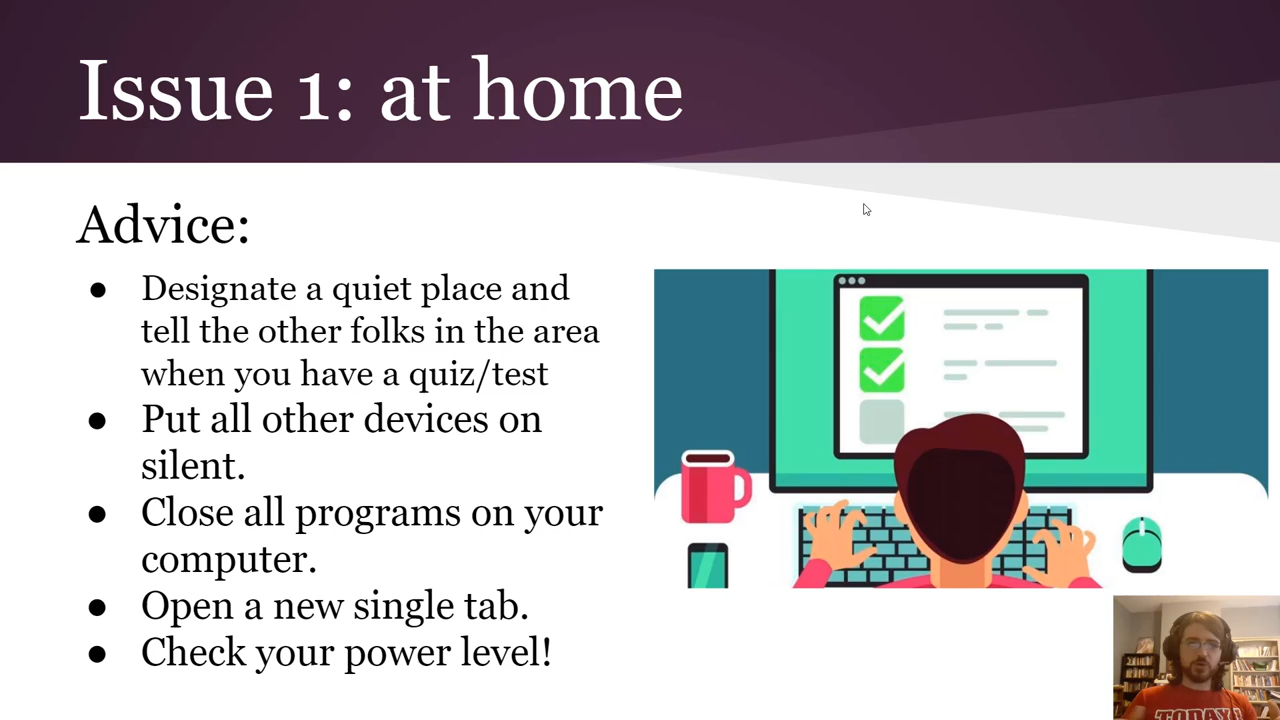 Issue 1: at home
Advice:
● Designate a quiet place and
tell the other folks in the area
when you have a quiz/test
● Put all other devices on
silent.
● Close all programs on your
computer.
● Open a new single tab.
● Check your power level!
TODAY!